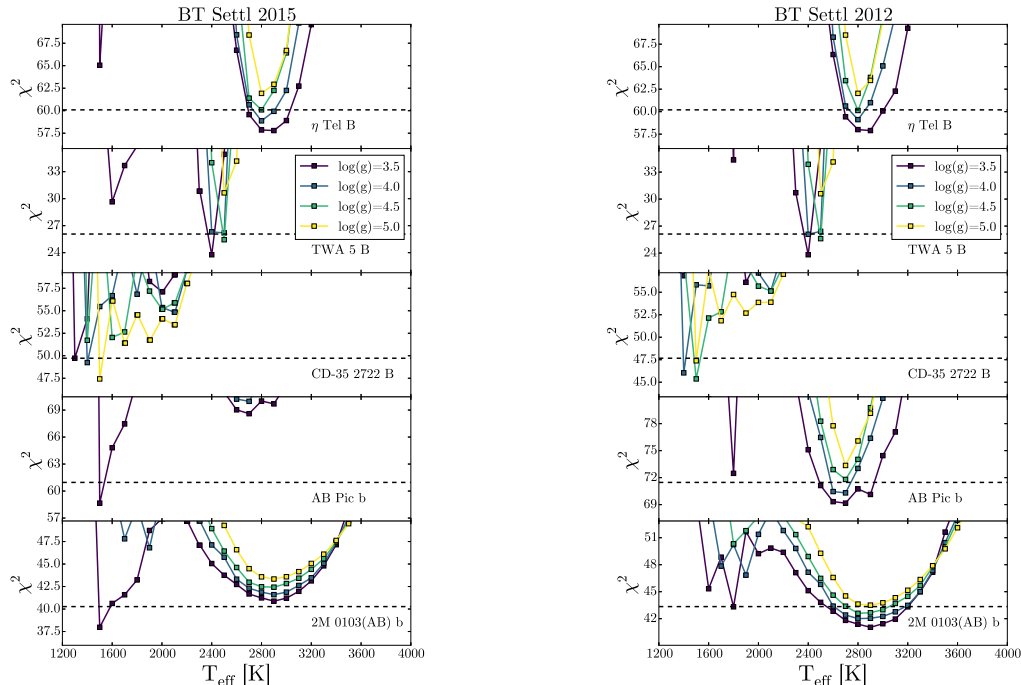 BT Settl 2015
BT Settl 2012
67.5
65.0
62.5
60.0
57.5
χ²
η Tel B
67.5
65.0
62.5
60.0
57.5
χ²
η Tel B
33
30
27
24
χ²
log(g)=3.5
log(g)=4.0
log(g)=4.5
log(g)=5.0
TWA 5 B
33
30
27
24
χ²
log(g)=3.5
log(g)=4.0
log(g)=4.5
log(g)=5.0
TWA 5 B
57.5
55.0
52.5
50.0
47.5
χ²
CD-35 2722 B
55.0
52.5
50.0
47.5
45.0
χ²
CD-35 2722 B
69
66
63
60
57
χ²
AB Pic b
78
75
72
69
χ²
AB Pic b
47.5
45.0
42.5
40.0
37.5
χ²
2M 0103(AB) b
51
48
45
42
χ²
2M 0103(AB) b
1200 1600 2000 2400 2800 3200 3600 4000
T_eff [K]
1200 1600 2000 2400 2800 3200 3600 4000
T_eff [K]